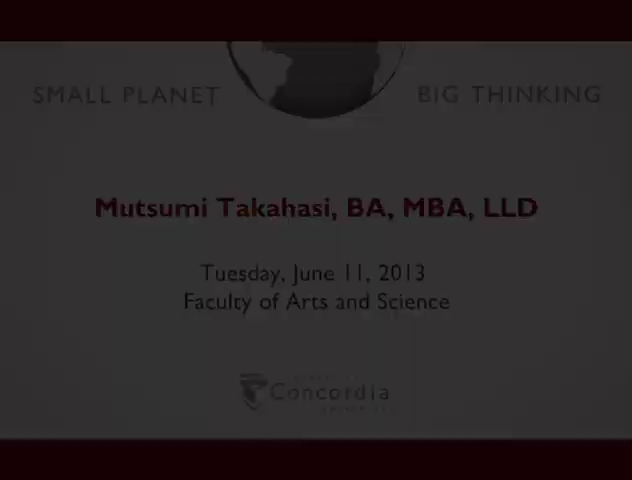 SMALL PLANET BIG THINKING
Mutsumi Takahasi, BA, MBA, LLD
Tuesday, June 11, 2013
Faculty of Arts and Science
Concordia